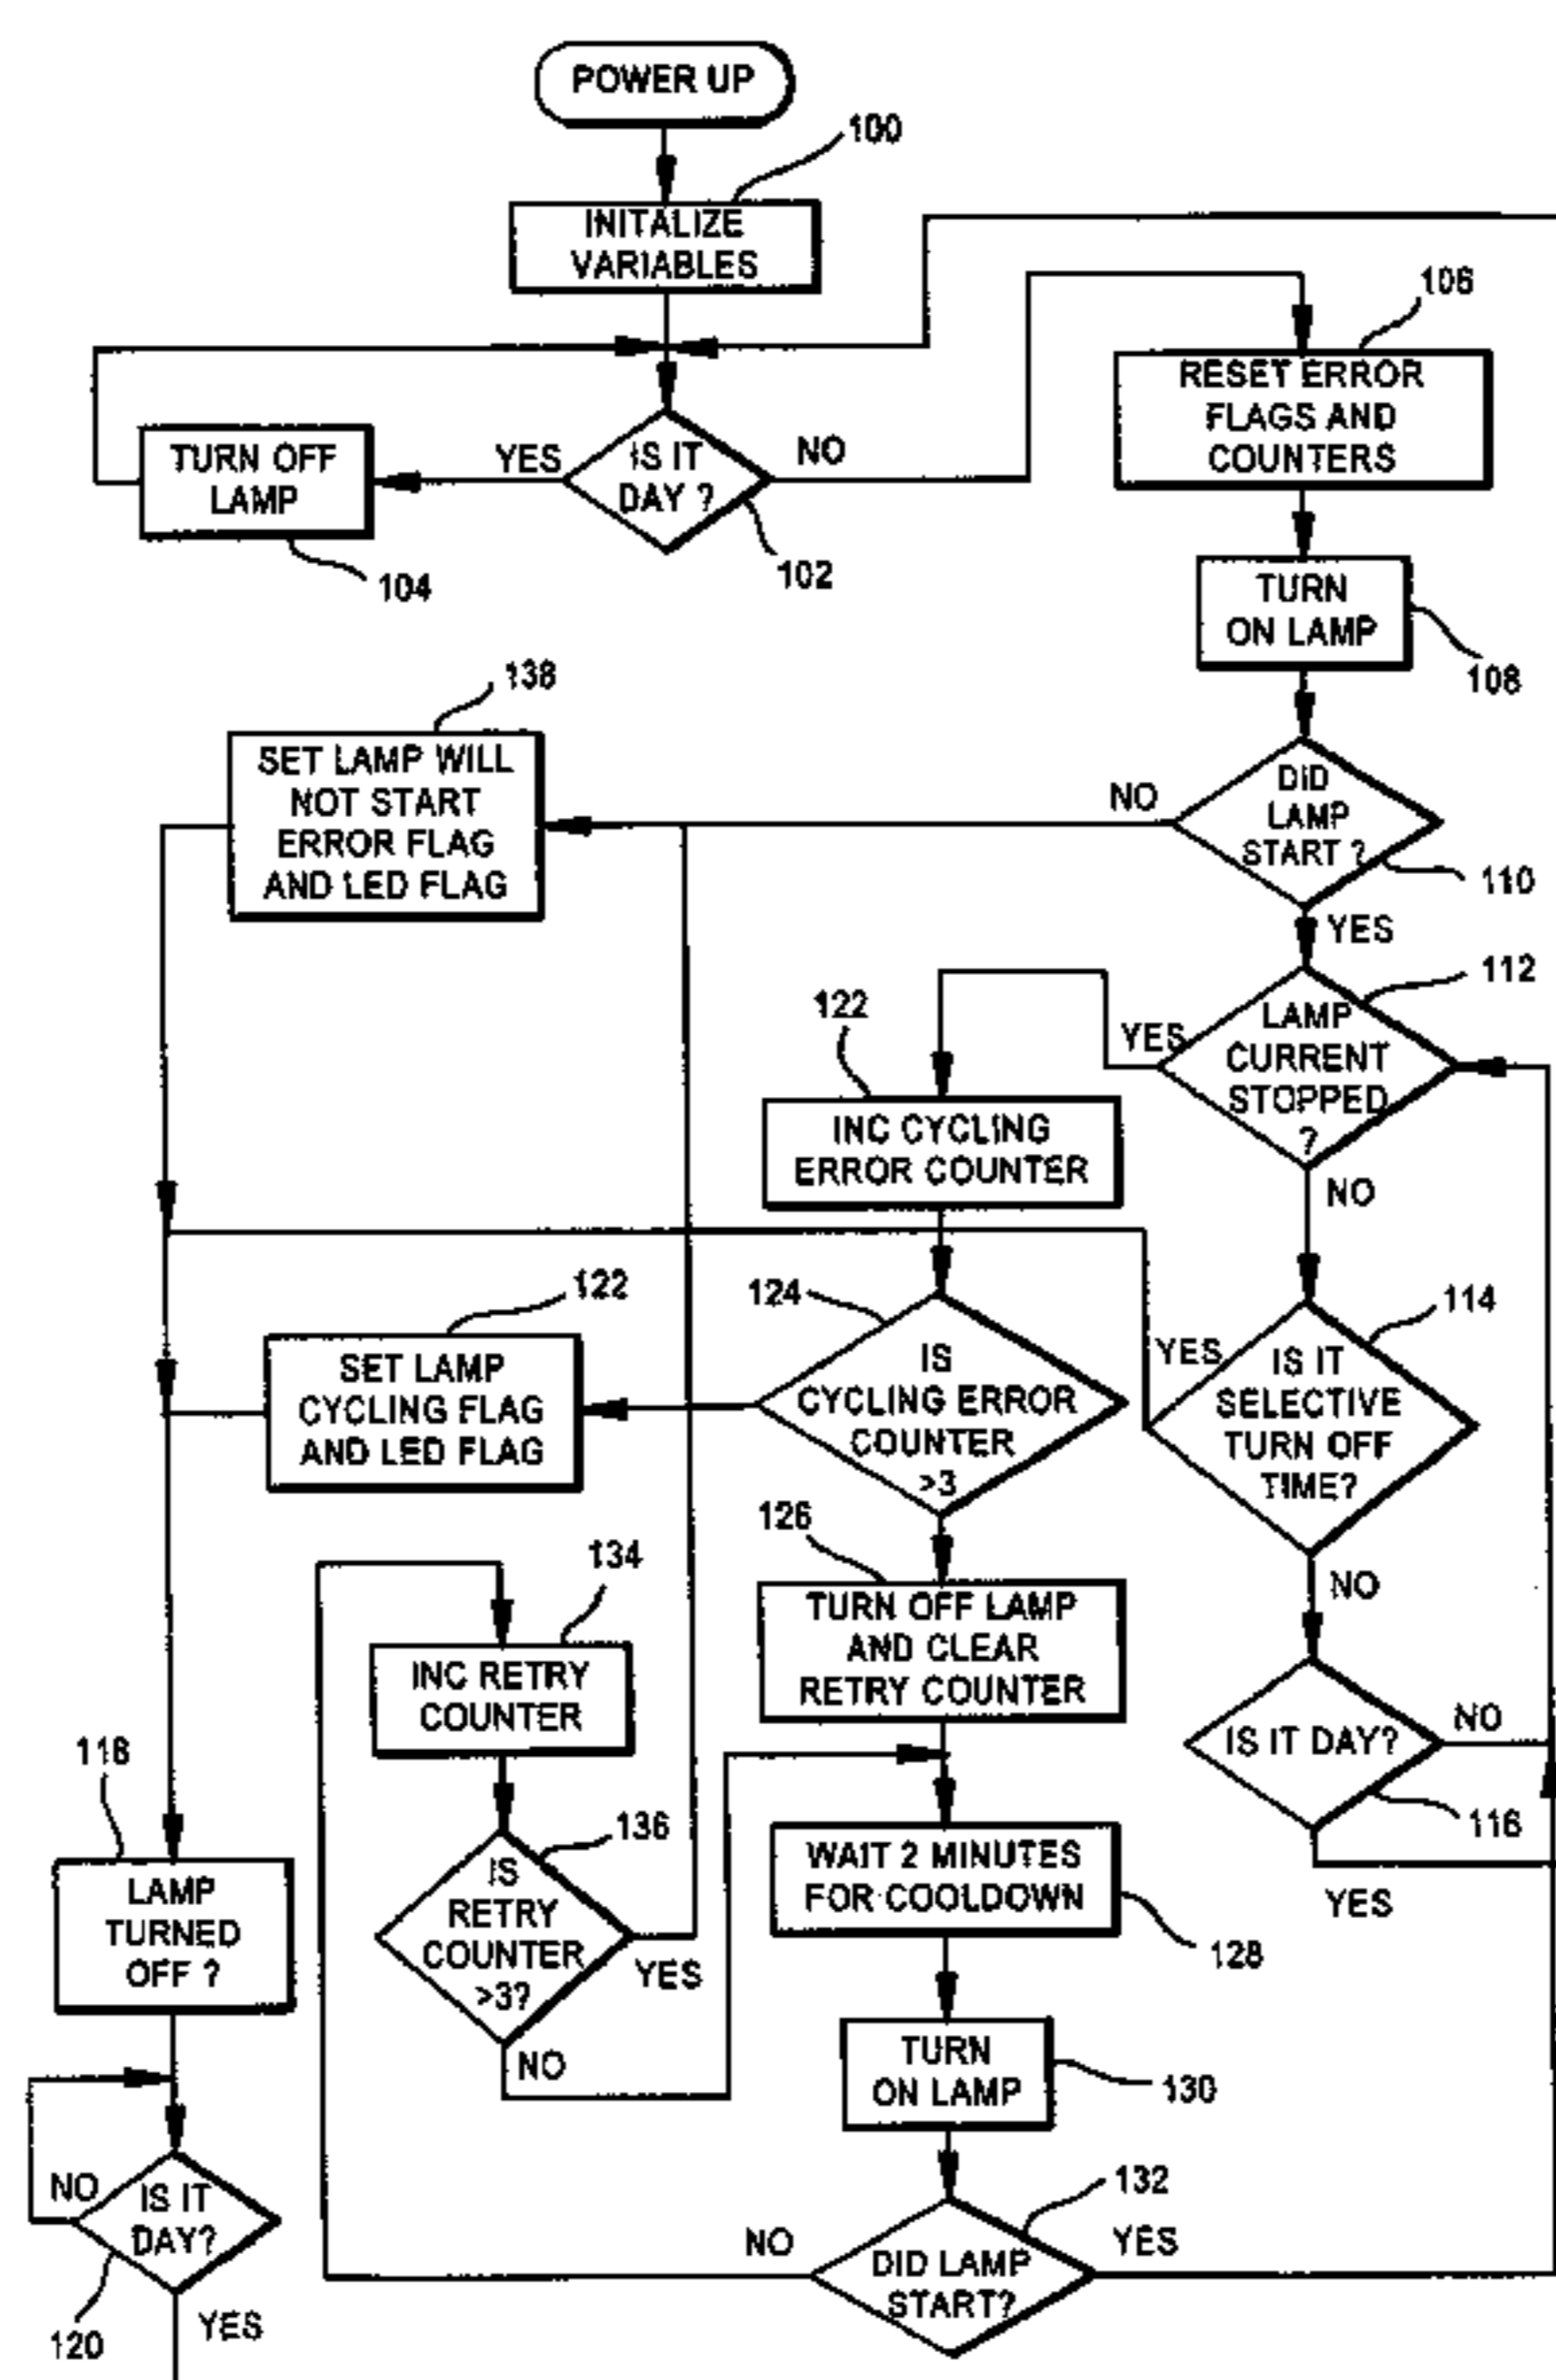 POWER UP
100
INITALIZE
VARIABLES
106
RESET ERROR
FLAGS AND
COUNTERS
TURN OFF
LAMP
YES
IS IT
DAY ?
NO
104
102
TURN
ON LAMP
108
138
SET LAMP WILL
NOT START
ERROR FLAG
AND LED FLAG
NO
DID
LAMP
START ?
110
YES
112
LAMP
CURRENT
STOPPED
?
YES
NO
122
INC CYCLING
ERROR COUNTER
122
SET LAMP
CYCLING FLAG
AND LED FLAG
124
IS
CYCLING ERROR
COUNTER
>3
114
YES
IS IT
SELECTIVE
TURN OFF
TIME?
NO
126
TURN OFF LAMP
AND CLEAR
RETRY COUNTER
134
INC RETRY
COUNTER
IS IT DAY?
NO
116
YES
118
LAMP
TURNED
OFF ?
136
IS
RETRY
COUNTER
>3?
YES
NO
WAIT 2 MINUTES
FOR COOLDOWN
128
TURN
ON LAMP
130
NO
IS IT
DAY?
120
YES
132
NO
DID LAMP
START?
YES